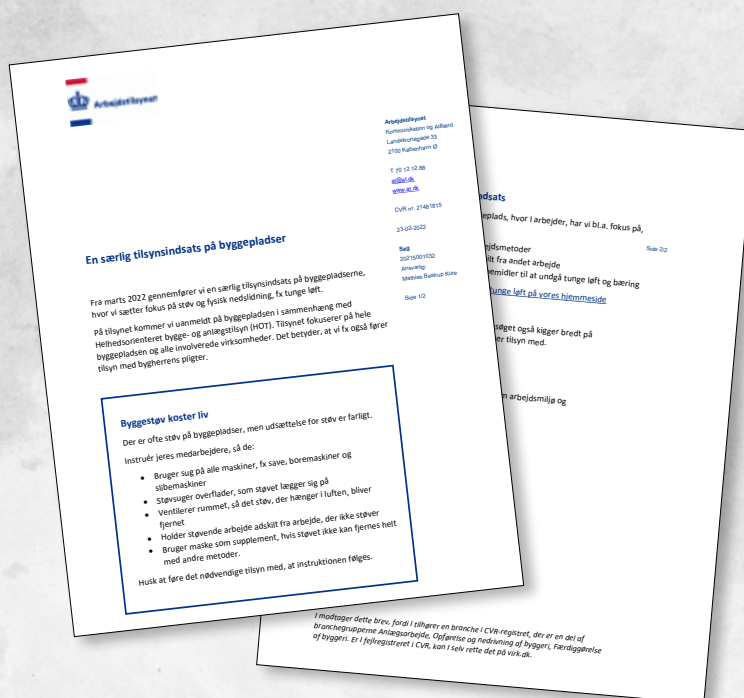 Arbejdstilsynet
Arbejdstilsynet
Kommunikation og Adfærd
Landskronagade 33
2100 København Ø
T 70 12 12 88
at@at.dk
www.at.dk
CVR nr. 21481815
23-02-2022
Sag
20215001032
Ansvarlig:
Mathias Bastrup Kure
Side 1/2
En særlig tilsynsindsats på byggepladser
Fra marts 2022 gennemfører vi en særlig tilsynsindsats på byggepladserne,
hvor vi sætter fokus på støv og fysisk nedslidning, fx tunge løft.
På tilsynet kommer vi uanmeldt på byggepladsen i sammenhæng med
Helhedsorienteret bygge- og anlægstilsyn (HOT). Tilsynet fokuserer på hele
byggepladsen og alle involverede virksomheder. Det betyder, at vi fx også fører
tilsyn med bygherrens pligter.
Byggestøv koster liv
Der er ofte støv på byggepladser, men udsættelse for støv er farligt.
Instruér jeres medarbejdere, så de:
• Bruger sug på alle maskiner, fx save, boremaskiner og
slibemaskiner
• Støvsuger overflader, som støvet lægger sig på
• Ventilerer rummet, så det støv, der hænger i luften, bliver
fjernet
• Holder støvende arbejde adskilt fra arbejde, der ikke støver
• Bruger maske som supplement, hvis støvet ikke kan fjernes helt
med andre metoder.
Husk at føre det nødvendige tilsyn med, at instruktionen følges.
ndsats
eplads, hvor I arbejder, har vi bl.a. fokus på,
Side 2/2
ejdsmetoder
ilt fra andet arbejde
emidler til at undgå tunge løft og bæring
tunge løft på vores hjemmeside
søget også kigger bredt på
er tilsyn med.
m arbejdsmiljø og
I modtager dette brev, fordi I tilhører en branche i CVR-registret, der er en del af
branchegrupperne Anlægsarbejde, Opførelse og nedrivning af byggeri, Færdiggørelse
af byggeri. Er I fejlregistreret i CVR, kan I selv rette det på virk.dk.